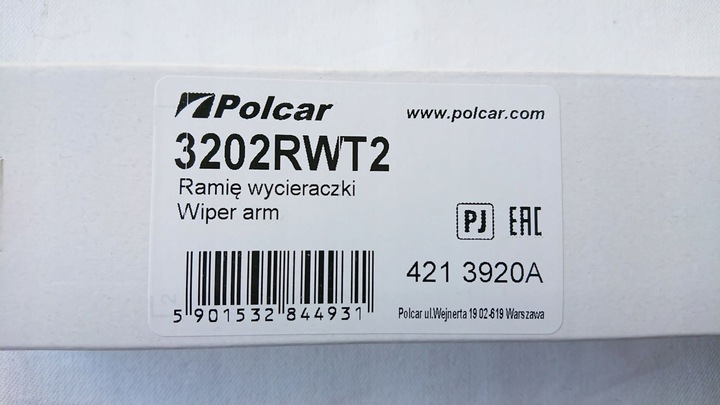 Polcar www.polcar.com
3202RWT2
Ramię wycieraczki
Wiper arm
PJ EAC
421 3920A
5 901532 844931
Polcar ul.Wejnerta 19 02-619 Warszawa